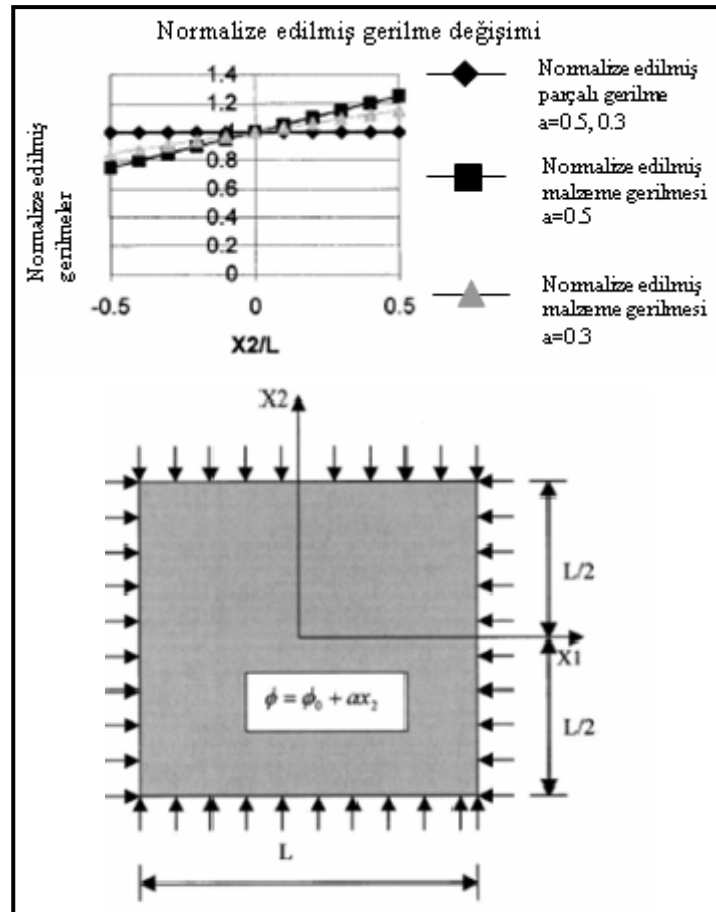 Normalize edilmiş gerilme değişimi
Normalize edilmiş
gerilmeler
1.4
1.2
1.0
0.8
0.6
0.4
0.2
0
-0.5
0
0.5
X2/L
Normalize edilmiş
parçalı gerilme
a=0.5, 0.3
Normalize edilmiş
malzeme gerilmesi
a=0.5
Normalize edilmiş
malzeme gerilmesi
a=0.3
X2
L/2
X1
ϕ = ϕ₀ + ax₂
L/2
L